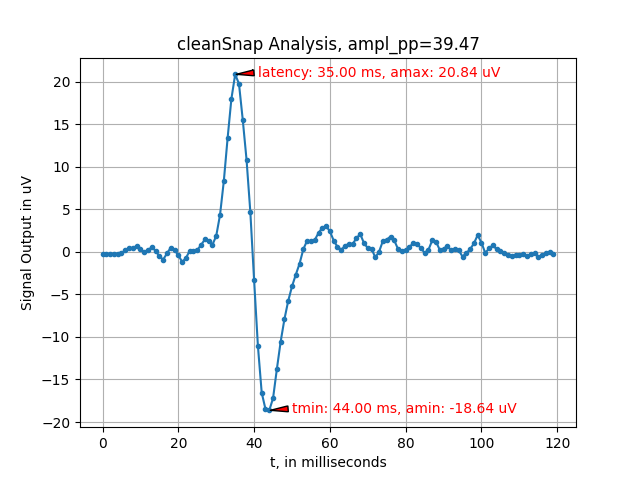 cleanSnap Analysis, ampl_pp=39.47
latency: 35.00 ms, amax: 20.84 uV
tmin: 44.00 ms, amin: -18.64 uV
Signal Output in uV
20
15
10
5
0
−5
−10
−15
−20
0 20 40 60 80 100 120
t, in milliseconds